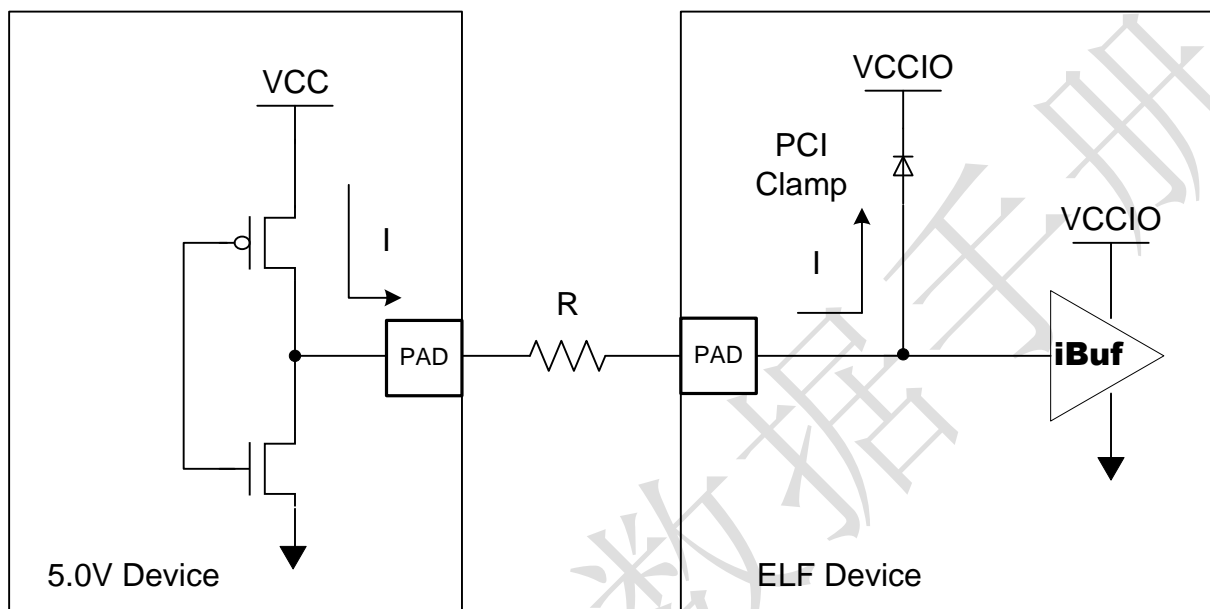 VCC
I
PAD
5.0V Device
R
VCCIO
PCI
Clamp
I
VCCIO
PAD
iBuf
ELF Device
数据手册